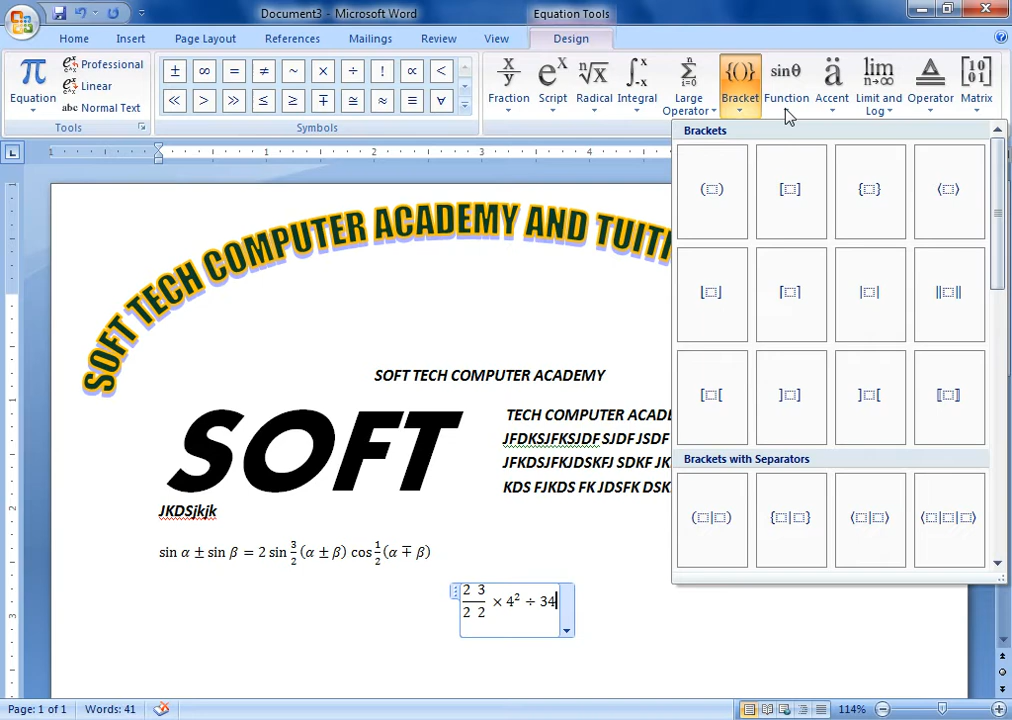 Document3 - Microsoft Word
Equation Tools
Home Insert Page Layout References Mailings Review View Design
π Equation
Professional
Linear
abc Normal Text
± ∞ = ≠ ~ × ÷ ! ∝ <
≪ > ≫ ≤ ≥ ∓ ≅ ≈ ≡ ∀
Fraction Script Radical Integral Large Operator Bracket Function Accent Limit and Log Operator Matrix
Tools
Symbols
Brackets
Brackets with Separators
SOFT TECH COMPUTER ACADEMY AND TUITI
SOFT TECH COMPUTER ACADEMY
SOFT
TECH COMPUTER ACADE
JFDKSJFKSJDF SJDF JSDF
JFKDSJFKJDSKFJ SDKF JK
KDS FJKDS FK JDSFK DSK
JKDSjkjk
sin α ± sin β = 2 sin 3/2 (α ± β) cos 1/2 (α ∓ β)
2 3 / 2 2 × 4² ÷ 34
Page: 1 of 1 Words: 41 114%